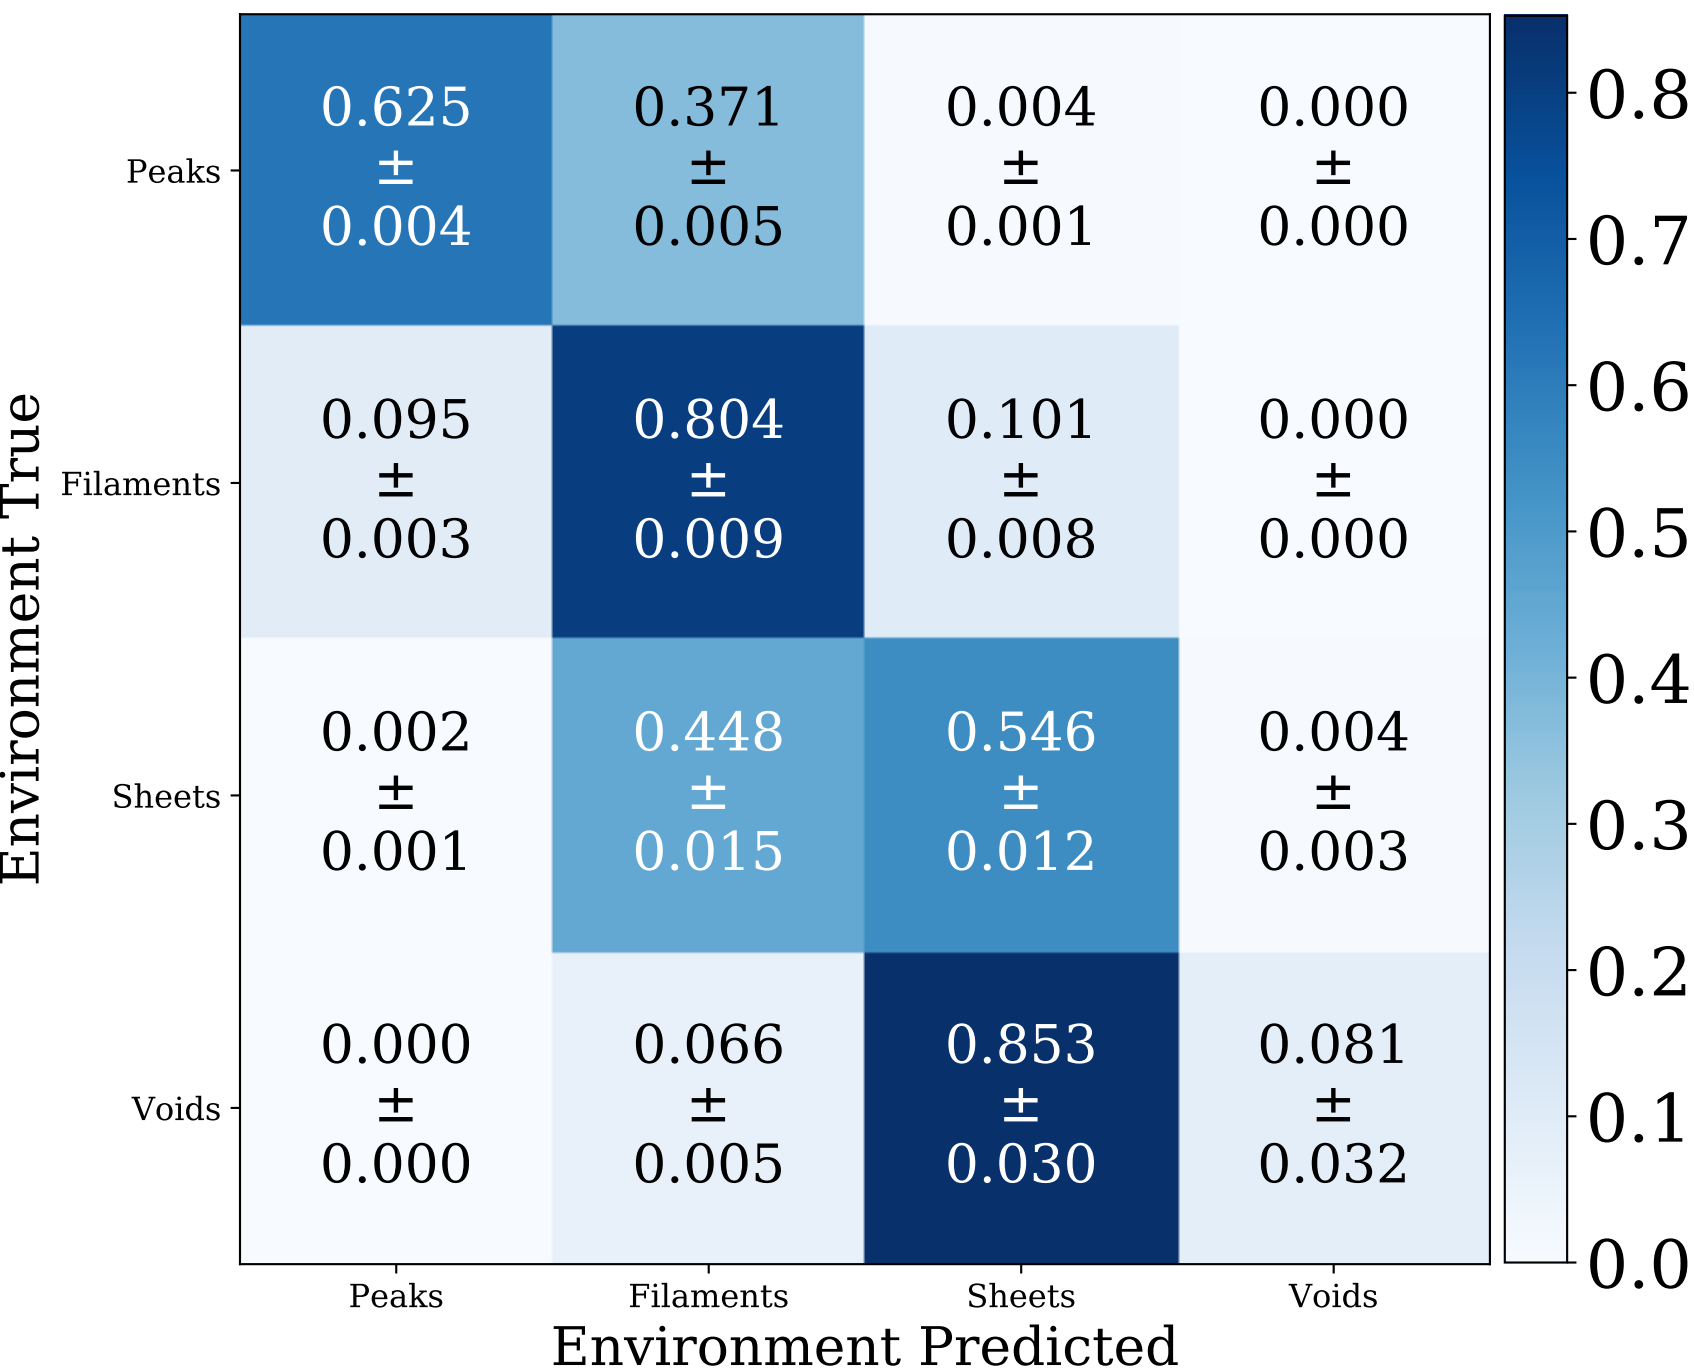 0.625 0.371 0.004 0.000
± ± ± ±
0.004 0.005 0.001 0.000
Peaks
0.095 0.804 0.101 0.000
± ± ± ±
0.003 0.009 0.008 0.000
Filaments
0.002 0.448 0.546 0.004
± ± ± ±
0.001 0.015 0.012 0.003
Sheets
0.000 0.066 0.853 0.081
± ± ± ±
0.000 0.005 0.030 0.032
Voids
Environment True
Peaks Filaments Sheets Voids
Environment Predicted
0.8
0.7
0.6
0.5
0.4
0.3
0.2
0.1
0.0